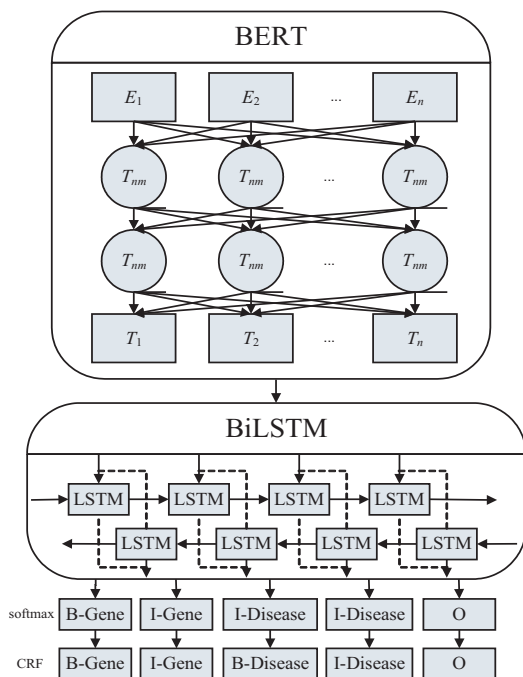 BERT
E1 E2 ... En
Tnm Tnm ... Tnm
Tnm Tnm ... Tnm
T1 T2 ... Tn
BiLSTM
LSTM LSTM LSTM LSTM
LSTM LSTM LSTM LSTM
softmax B-Gene I-Gene I-Disease I-Disease O
CRF B-Gene I-Gene B-Disease I-Disease O